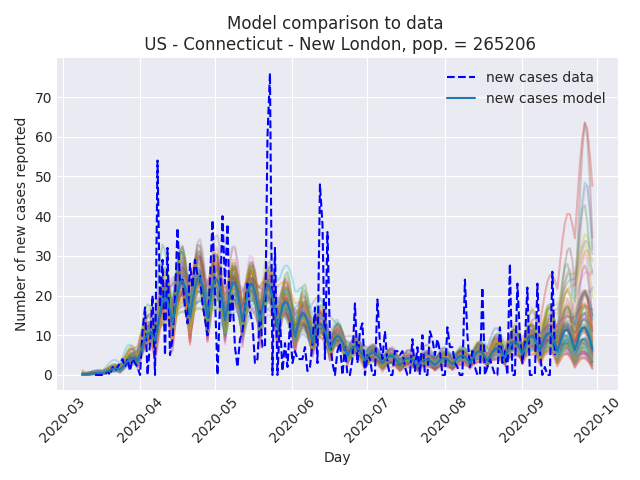 Model comparison to data
US - Connecticut - New London, pop. = 265206
new cases data
new cases model
Number of new cases reported
70
60
50
40
30
20
10
0
2020-03
2020-04
2020-05
2020-06
2020-07
2020-08
2020-09
2020-10
Day